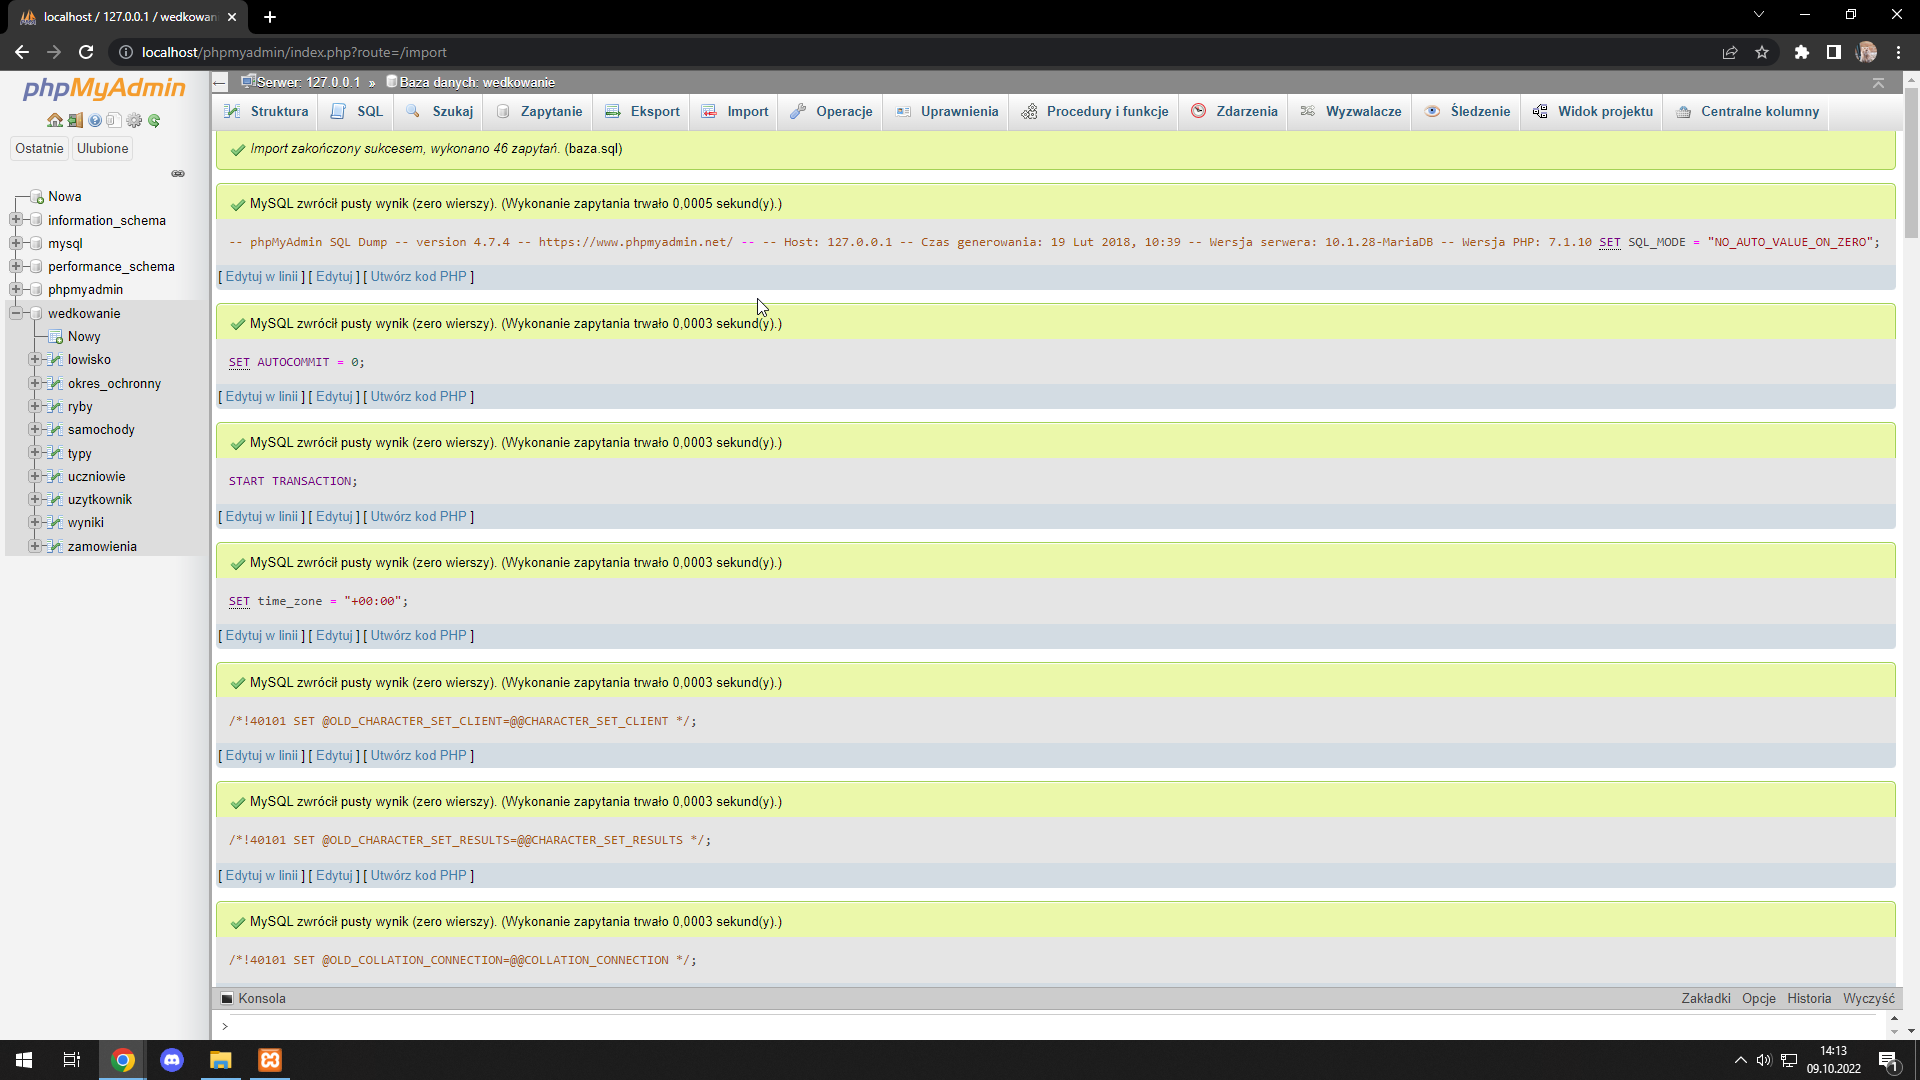 localhost / 127.0.0.1 / wedkowan
localhost/phpmyadmin/index.php?route=/import
phpMyAdmin
Ostatnie Ulubione
Nowa
information_schema
mysql
performance_schema
phpmyadmin
wedkowanie
Nowy
lowisko
okres_ochronny
ryby
samochody
typy
uczniowie
uzytkownik
wyniki
zamowienia
Serwer: 127.0.0.1 » Baza danych: wedkowanie
Struktura SQL Szukaj Zapytanie Eksport Import Operacje Uprawnienia Procedury i funkcje Zdarzenia Wyzwalacze Śledzenie Widok projektu Centralne kolumny
Import zakończony sukcesem, wykonano 46 zapytań. (baza.sql)
MySQL zwrócił pusty wynik (zero wierszy). (Wykonanie zapytania trwało 0,0005 sekund(y).)
-- phpMyAdmin SQL Dump -- version 4.7.4 -- https://www.phpmyadmin.net/ -- -- Host: 127.0.0.1 -- Czas generowania: 19 Lut 2018, 10:39 -- Wersja serwera: 10.1.28-MariaDB -- Wersja PHP: 7.1.10 SET SQL_MODE = "NO_AUTO_VALUE_ON_ZERO";
[ Edytuj w linii ] [ Edytuj ] [ Utwórz kod PHP ]
MySQL zwrócił pusty wynik (zero wierszy). (Wykonanie zapytania trwało 0,0003 sekund(y).)
SET AUTOCOMMIT = 0;
[ Edytuj w linii ] [ Edytuj ] [ Utwórz kod PHP ]
MySQL zwrócił pusty wynik (zero wierszy). (Wykonanie zapytania trwało 0,0003 sekund(y).)
START TRANSACTION;
[ Edytuj w linii ] [ Edytuj ] [ Utwórz kod PHP ]
MySQL zwrócił pusty wynik (zero wierszy). (Wykonanie zapytania trwało 0,0003 sekund(y).)
SET time_zone = "+00:00";
[ Edytuj w linii ] [ Edytuj ] [ Utwórz kod PHP ]
MySQL zwrócił pusty wynik (zero wierszy). (Wykonanie zapytania trwało 0,0003 sekund(y).)
/*!40101 SET @OLD_CHARACTER_SET_CLIENT=@@CHARACTER_SET_CLIENT */;
[ Edytuj w linii ] [ Edytuj ] [ Utwórz kod PHP ]
MySQL zwrócił pusty wynik (zero wierszy). (Wykonanie zapytania trwało 0,0003 sekund(y).)
/*!40101 SET @OLD_CHARACTER_SET_RESULTS=@@CHARACTER_SET_RESULTS */;
[ Edytuj w linii ] [ Edytuj ] [ Utwórz kod PHP ]
MySQL zwrócił pusty wynik (zero wierszy). (Wykonanie zapytania trwało 0,0003 sekund(y).)
/*!40101 SET @OLD_COLLATION_CONNECTION=@@COLLATION_CONNECTION */;
Konsola Zakładki Opcje Historia Wyczyść
>
14:13
09.10.2022
1